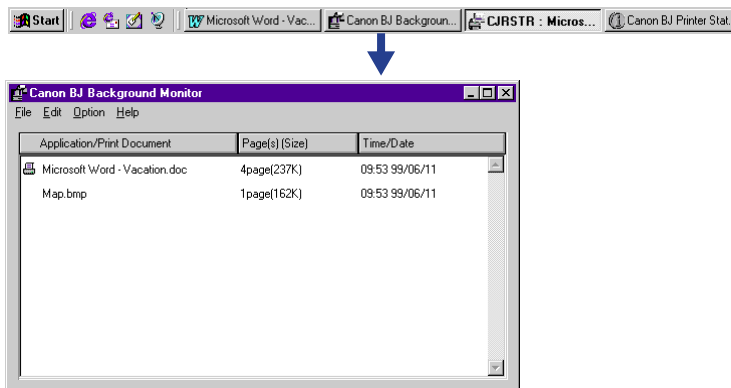 Start Microsoft Word - Vac... Canon BJ Backgroun... CJRSTR : Micros... Canon BJ Printer Stat.
Canon BJ Background Monitor
File Edit Option Help
Application/Print Document Page(s) (Size) Time/Date
Microsoft Word - Vacation.doc 4page(237K) 09:53 99/06/11
Map.bmp 1page(162K) 09:53 99/06/11